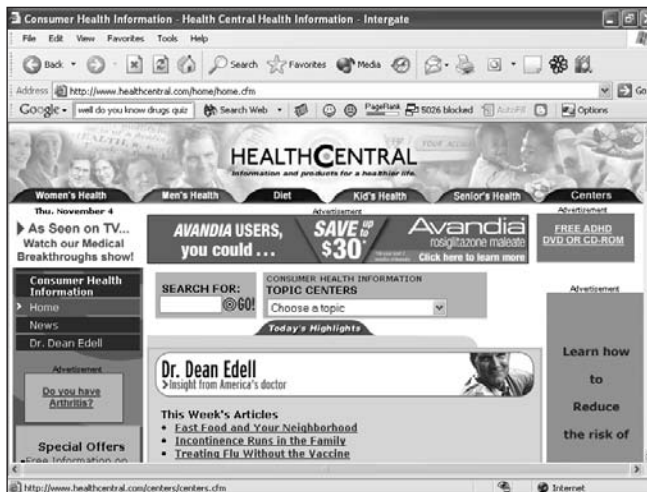 Consumer Health Information - Health Central Health Information - Intergate
File Edit View Favorites Tools Help
Back Search Favorites Media
Address http://www.healthcentral.com/home/home.cfm Go
Google well do you know drugs quiz Search Web PageRank 5026 blocked AutoFill Options
HEALTHCENTRAL
Information and products for a healthier life.
Women's Health Men's Health Diet Kid's Health Senior's Health Centers
Thu. November 4
As Seen on TV...
Watch our Medical
Breakthroughs show!
Advertisement
AVANDIA USERS,
you could ...
SAVE up to
$30*
Avandia
rosiglitazone maleate
Click here to learn more
Advertisement
FREE ADHD
DVD OR CD-ROM
Consumer Health
Information
Home
News
Dr. Dean Edell
Advertisement
Do you have
Arthritis?
Special Offers
Free Information on
SEARCH FOR:
GO!
CONSUMER HEALTH INFORMATION
TOPIC CENTERS
Choose a topic
Today's Highlights
Dr. Dean Edell
Insight from America's doctor
This Week's Articles
Fast Food and Your Neighborhood
Incontinence Runs in the Family
Treating Flu Without the Vaccine
Advertisement
Learn how
to
Reduce
the risk of
http://www.healthcentral.com/centers/centers.cfm Internet